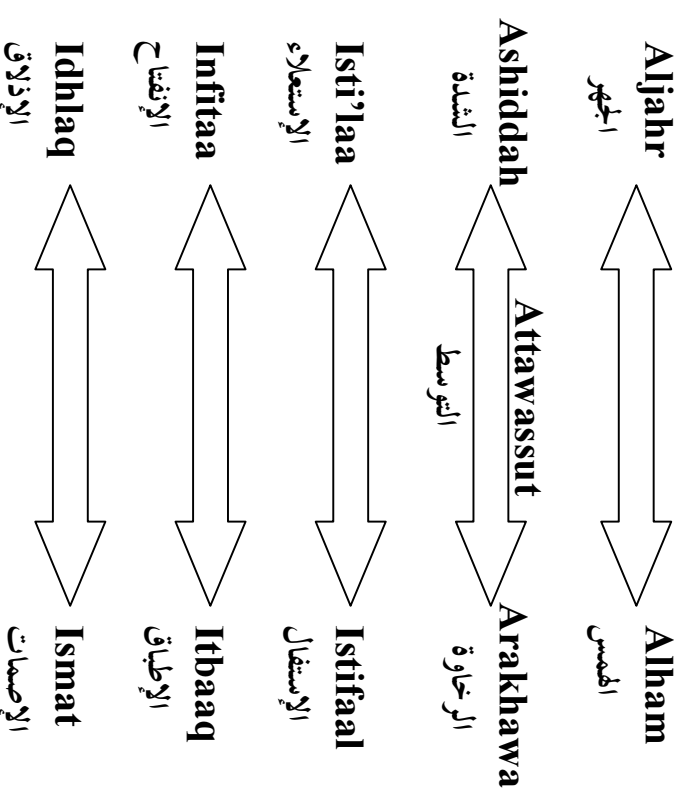 Aljahr
الجهر
Alham
الهمس
Ashiddah
الشدة
Attawassut
التوسط
Arakhawa
الرخاوة
Isti'laa
الإستعلاء
Istifaal
الإستفال
Infitaa
الإنفتاح
Itbaaq
الإطباق
Idhlaq
الإذلاق
Ismat
الإصمات